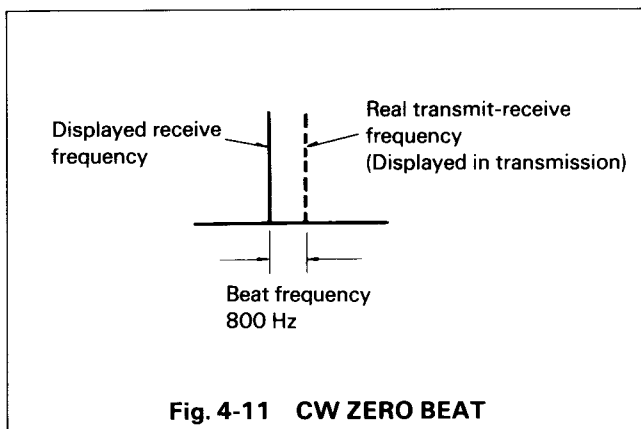 Displayed receive
frequency
Real transmit-receive
frequency
(Displayed in transmission)
Beat frequency
800 Hz
Fig. 4-11 CW ZERO BEAT